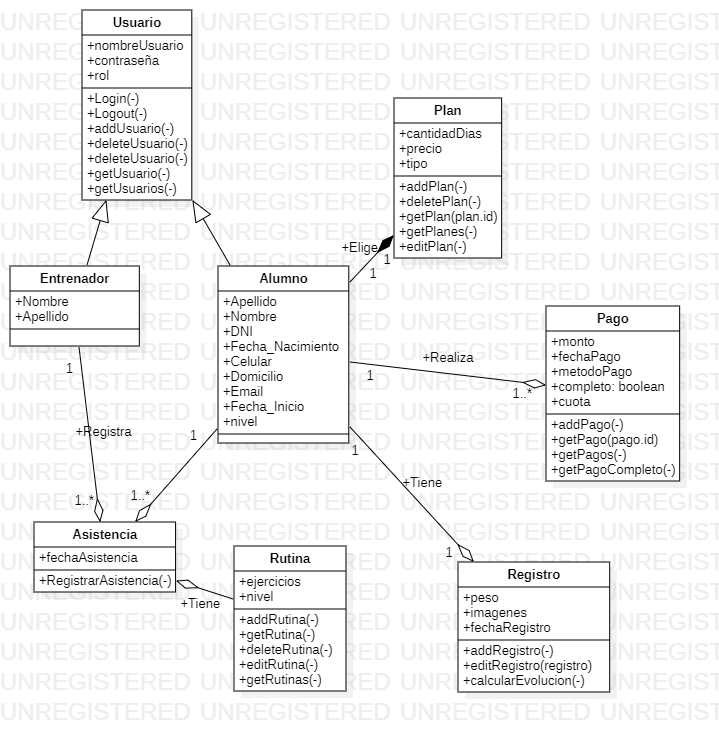 Usuario
+nombreUsuario
+contraseña
+rol
+Login(-)
+Logout(-)
+addUsuario(-)
+deleteUsuario(-)
+deleteUsuario(-)
+getUsuario(-)
+getUsuarios(-)
Plan
+cantidadDias
+precio
+tipo
+addPlan(-)
+deletePlan(-)
+getPlan(plan.id)
+getPlanes(-)
+editPlan(-)
+Elige
1
1
Entrenador
+Nombre
+Apellido
Alumno
+Apellido
+Nombre
+DNI
+Fecha_Nacimiento
+Celular
+Domicilio
+Email
+Fecha_Inicio
+nivel
Pago
+monto
+fechaPago
+metodoPago
+completo: boolean
+cuota
+addPago(-)
+getPago(pago.id)
+getPagos(-)
+getPagoCompleto(-)
+Realiza
1
1..*
1
+Registra
1..*
1
1..*
1
+Tiene
1
Asistencia
+fechaAsistencia
+RegistrarAsistencia(-)
+Tiene
Rutina
+ejercicios
+nivel
+addRutina(-)
+getRutina(-)
+deleteRutina(-)
+editRutina(-)
+getRutinas(-)
Registro
+peso
+imagenes
+fechaRegistro
+addRegistro(-)
+editRegistro(registro)
+calcularEvolucion(-)
UNREGISTERED UNREGISTERED UNREGISTERED UNREGISTERED